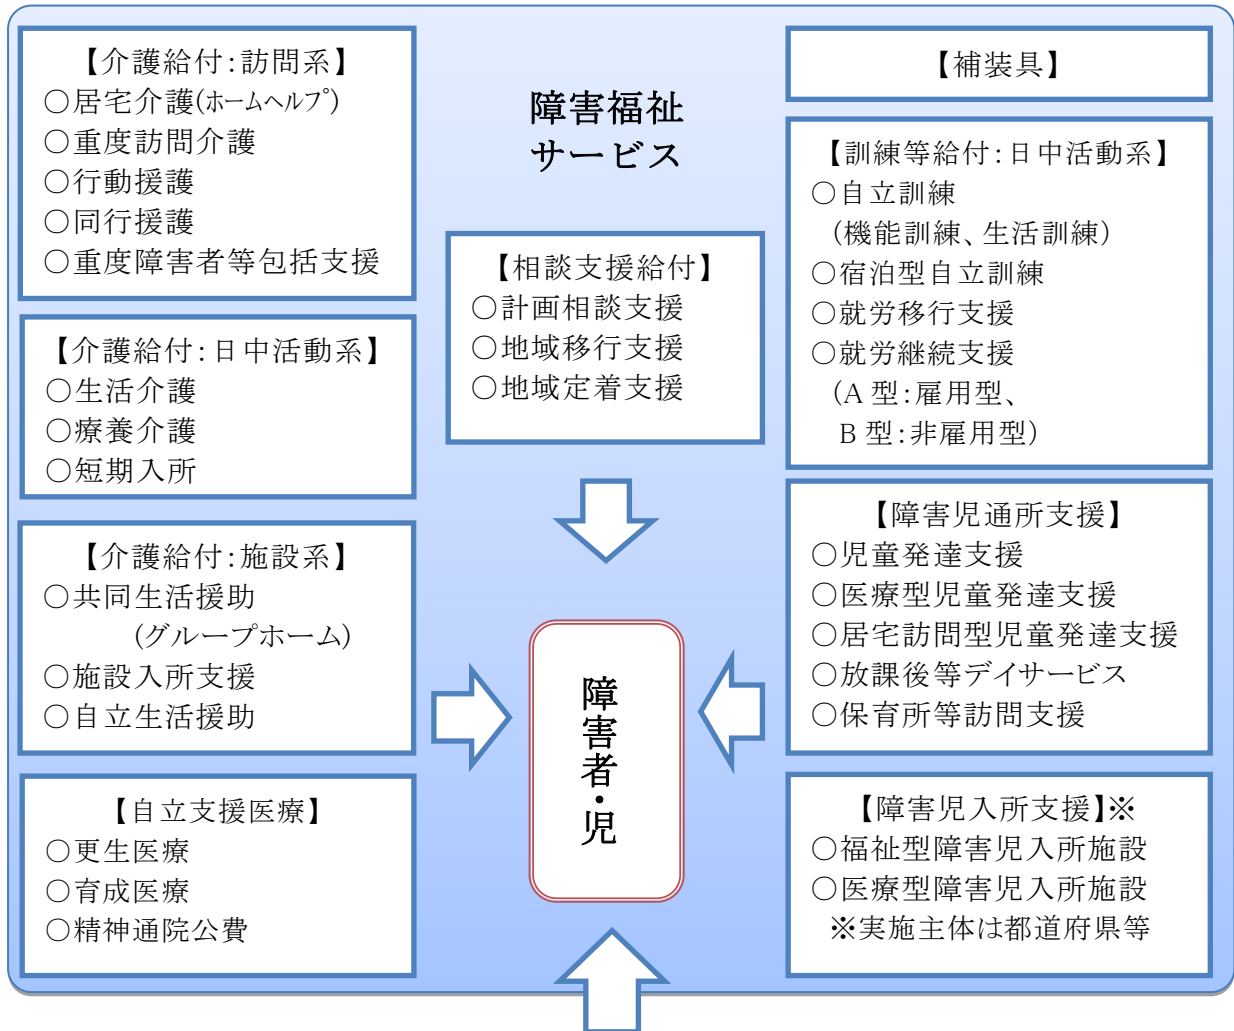 【介護給付:訪問系】
○居宅介護(ホームヘルプ)
○重度訪問介護
○行動援護
○同行援護
○重度障害者等包括支援
【介護給付:日中活動系】
○生活介護
○療養介護
○短期入所
【介護給付:施設系】
○共同生活援助
(グループホーム)
○施設入所支援
○自立生活援助
【自立支援医療】
○更生医療
○育成医療
○精神通院公費
障害福祉
サービス
【相談支援給付】
○計画相談支援
○地域移行支援
○地域定着支援
障害者・児
【補装具】
【訓練等給付:日中活動系】
○自立訓練
(機能訓練、生活訓練)
○宿泊型自立訓練
○就労移行支援
○就労継続支援
(A型:雇用型、
B型:非雇用型)
【障害児通所支援】
○児童発達支援
○医療型児童発達支援
○居宅訪問型児童発達支援
○放課後等デイサービス
○保育所等訪問支援
【障害児入所支援】※
○福祉型障害児入所施設
○医療型障害児入所施設
※実施主体は都道府県等